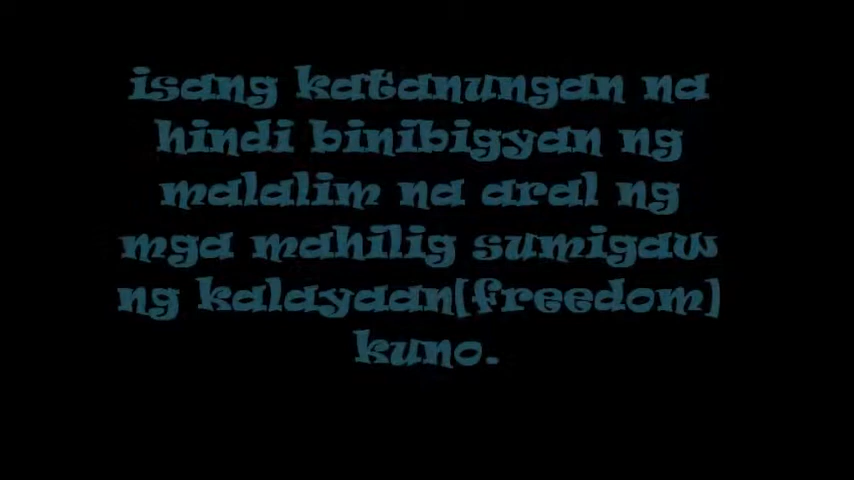 isang katanungan na
hindi binibigyan ng
malalim na aral ng
mga mahilig sumigaw
ng kalayaan[freedom]
kuno.